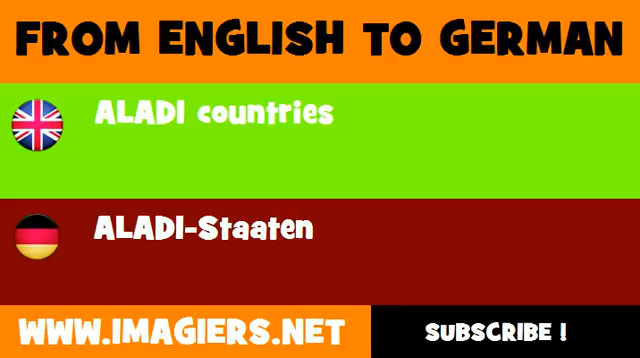 FROM ENGLISH TO GERMAN
ALADI countries
ALADI-Staaten
WWW.IMAGIERS.NET
SUBSCRIBE !